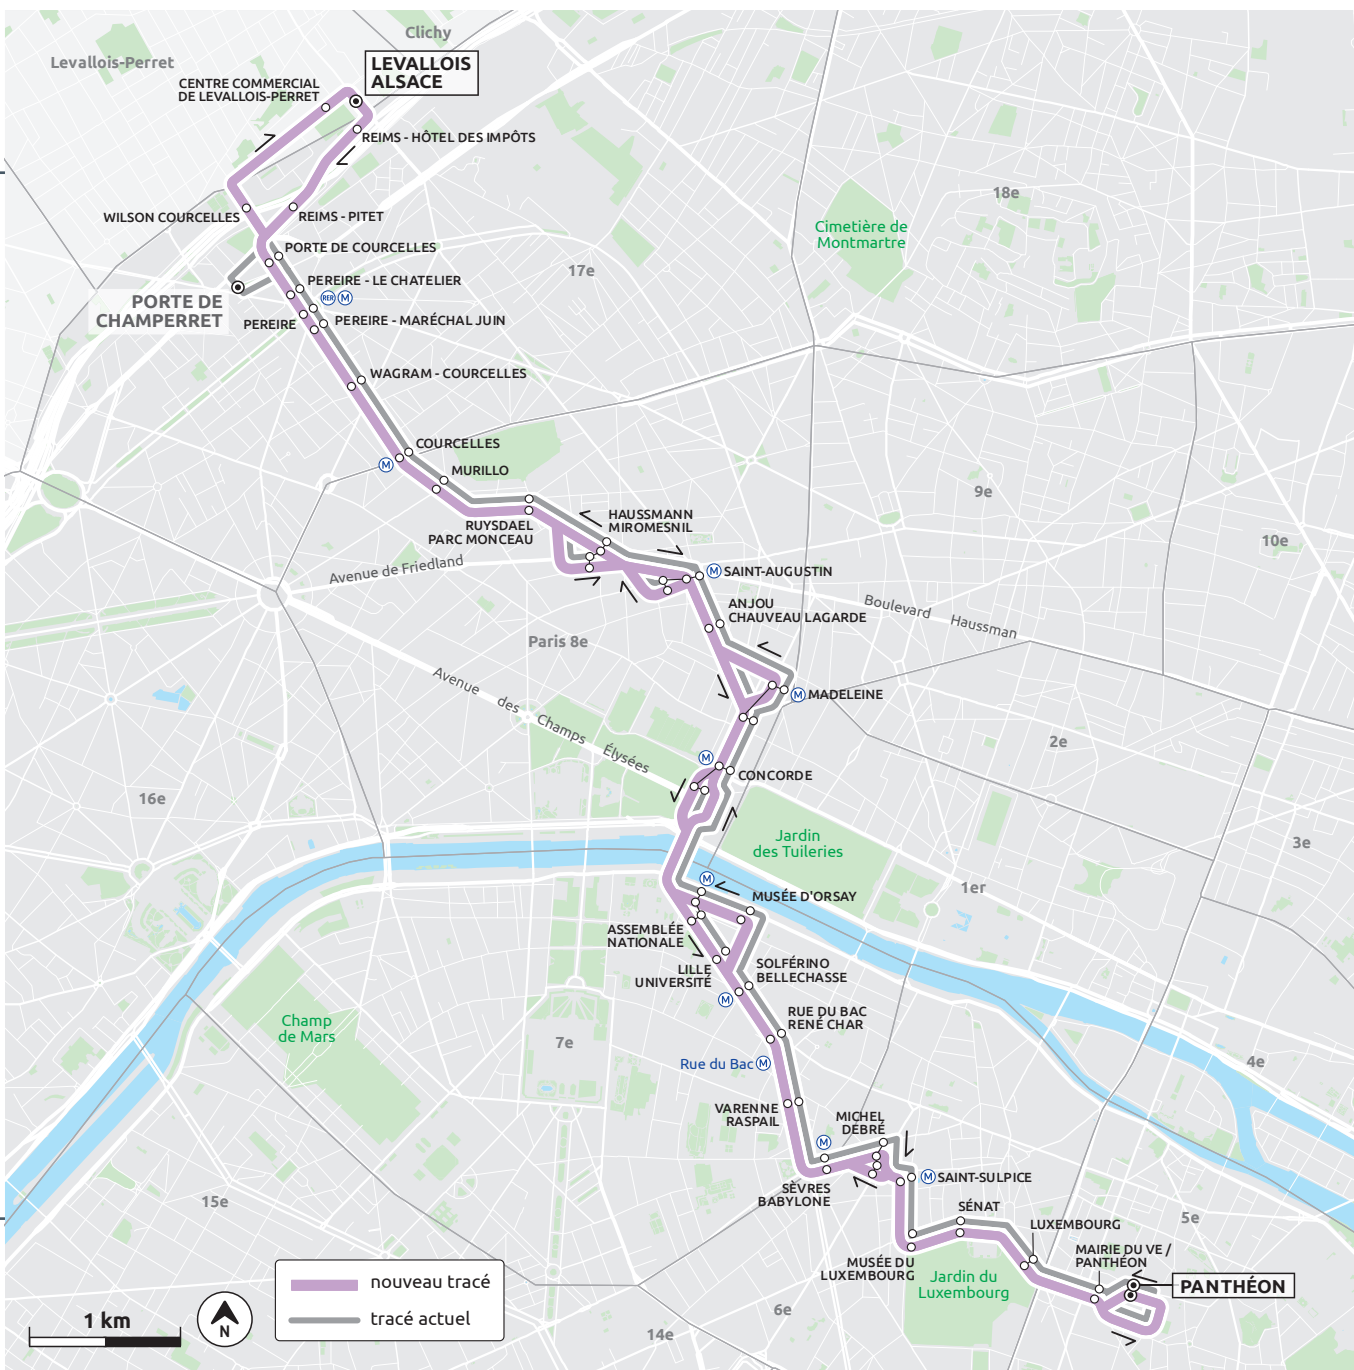 Clichy
Levallois-Perret
LEVALLOIS
ALSACE
CENTRE COMMERCIAL
DE LEVALLOIS-PERRET
REIMS - HÔTEL DES IMPÔTS
WILSON COURCELLES
REIMS - PITET
18e
Cimetière de
Montmartre
PORTE DE COURCELLES
17e
PEREIRE - LE CHATELIER
RER M
PORTE DE
CHAMPERRET
PEREIRE
PEREIRE - MARÉCHAL JUIN
WAGRAM - COURCELLES
COURCELLES
M
MURILLO
9e
HAUSSMANN
MIROMESNIL
RUYSDAEL
PARC MONCEAU
10e
Avenue de Friedland
M SAINT-AUGUSTIN
ANJOU
CHAUVEAU LAGARDE
Boulevard Haussman
Paris 8e
Avenue des Champs Élysées
M MADELEINE
2e
M
CONCORDE
16e
Jardin
des Tuileries
3e
M
1er
MUSÉE D'ORSAY
ASSEMBLÉE
NATIONALE
LILLE
UNIVERSITÉ
SOLFÉRINO
BELLECHASSE
M
RUE DU BAC
RENÉ CHAR
Champ
de Mars
7e
4e
Rue du Bac M
VARENNE
RASPAIL
MICHEL
DEBRÉ
M
M SAINT-SULPICE
SÈVRES
BABYLONE
15e
SÉNAT
5e
LUXEMBOURG
MAIRIE DU VE /
PANTHÉON
MUSÉE DU
LUXEMBOURG
Jardin du
Luxembourg
PANTHÉON
6e
14e
nouveau tracé
tracé actuel
1 km
N